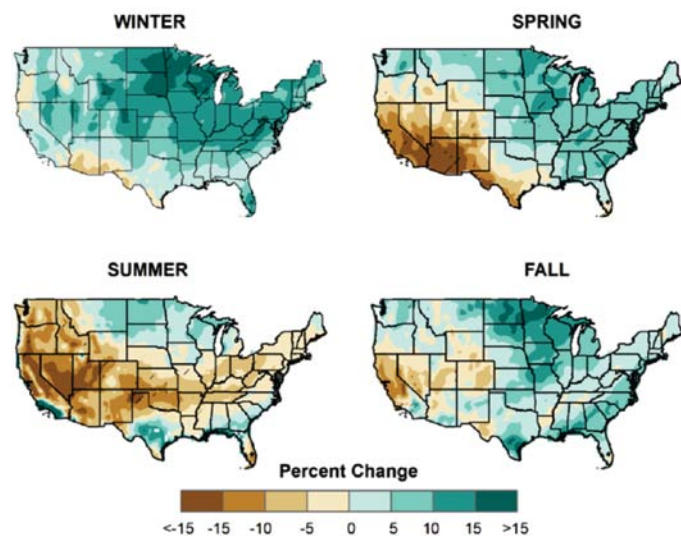 WINTER
SPRING
SUMMER
FALL
Percent Change
<-15 -15 -10 -5 0 5 10 15 >15